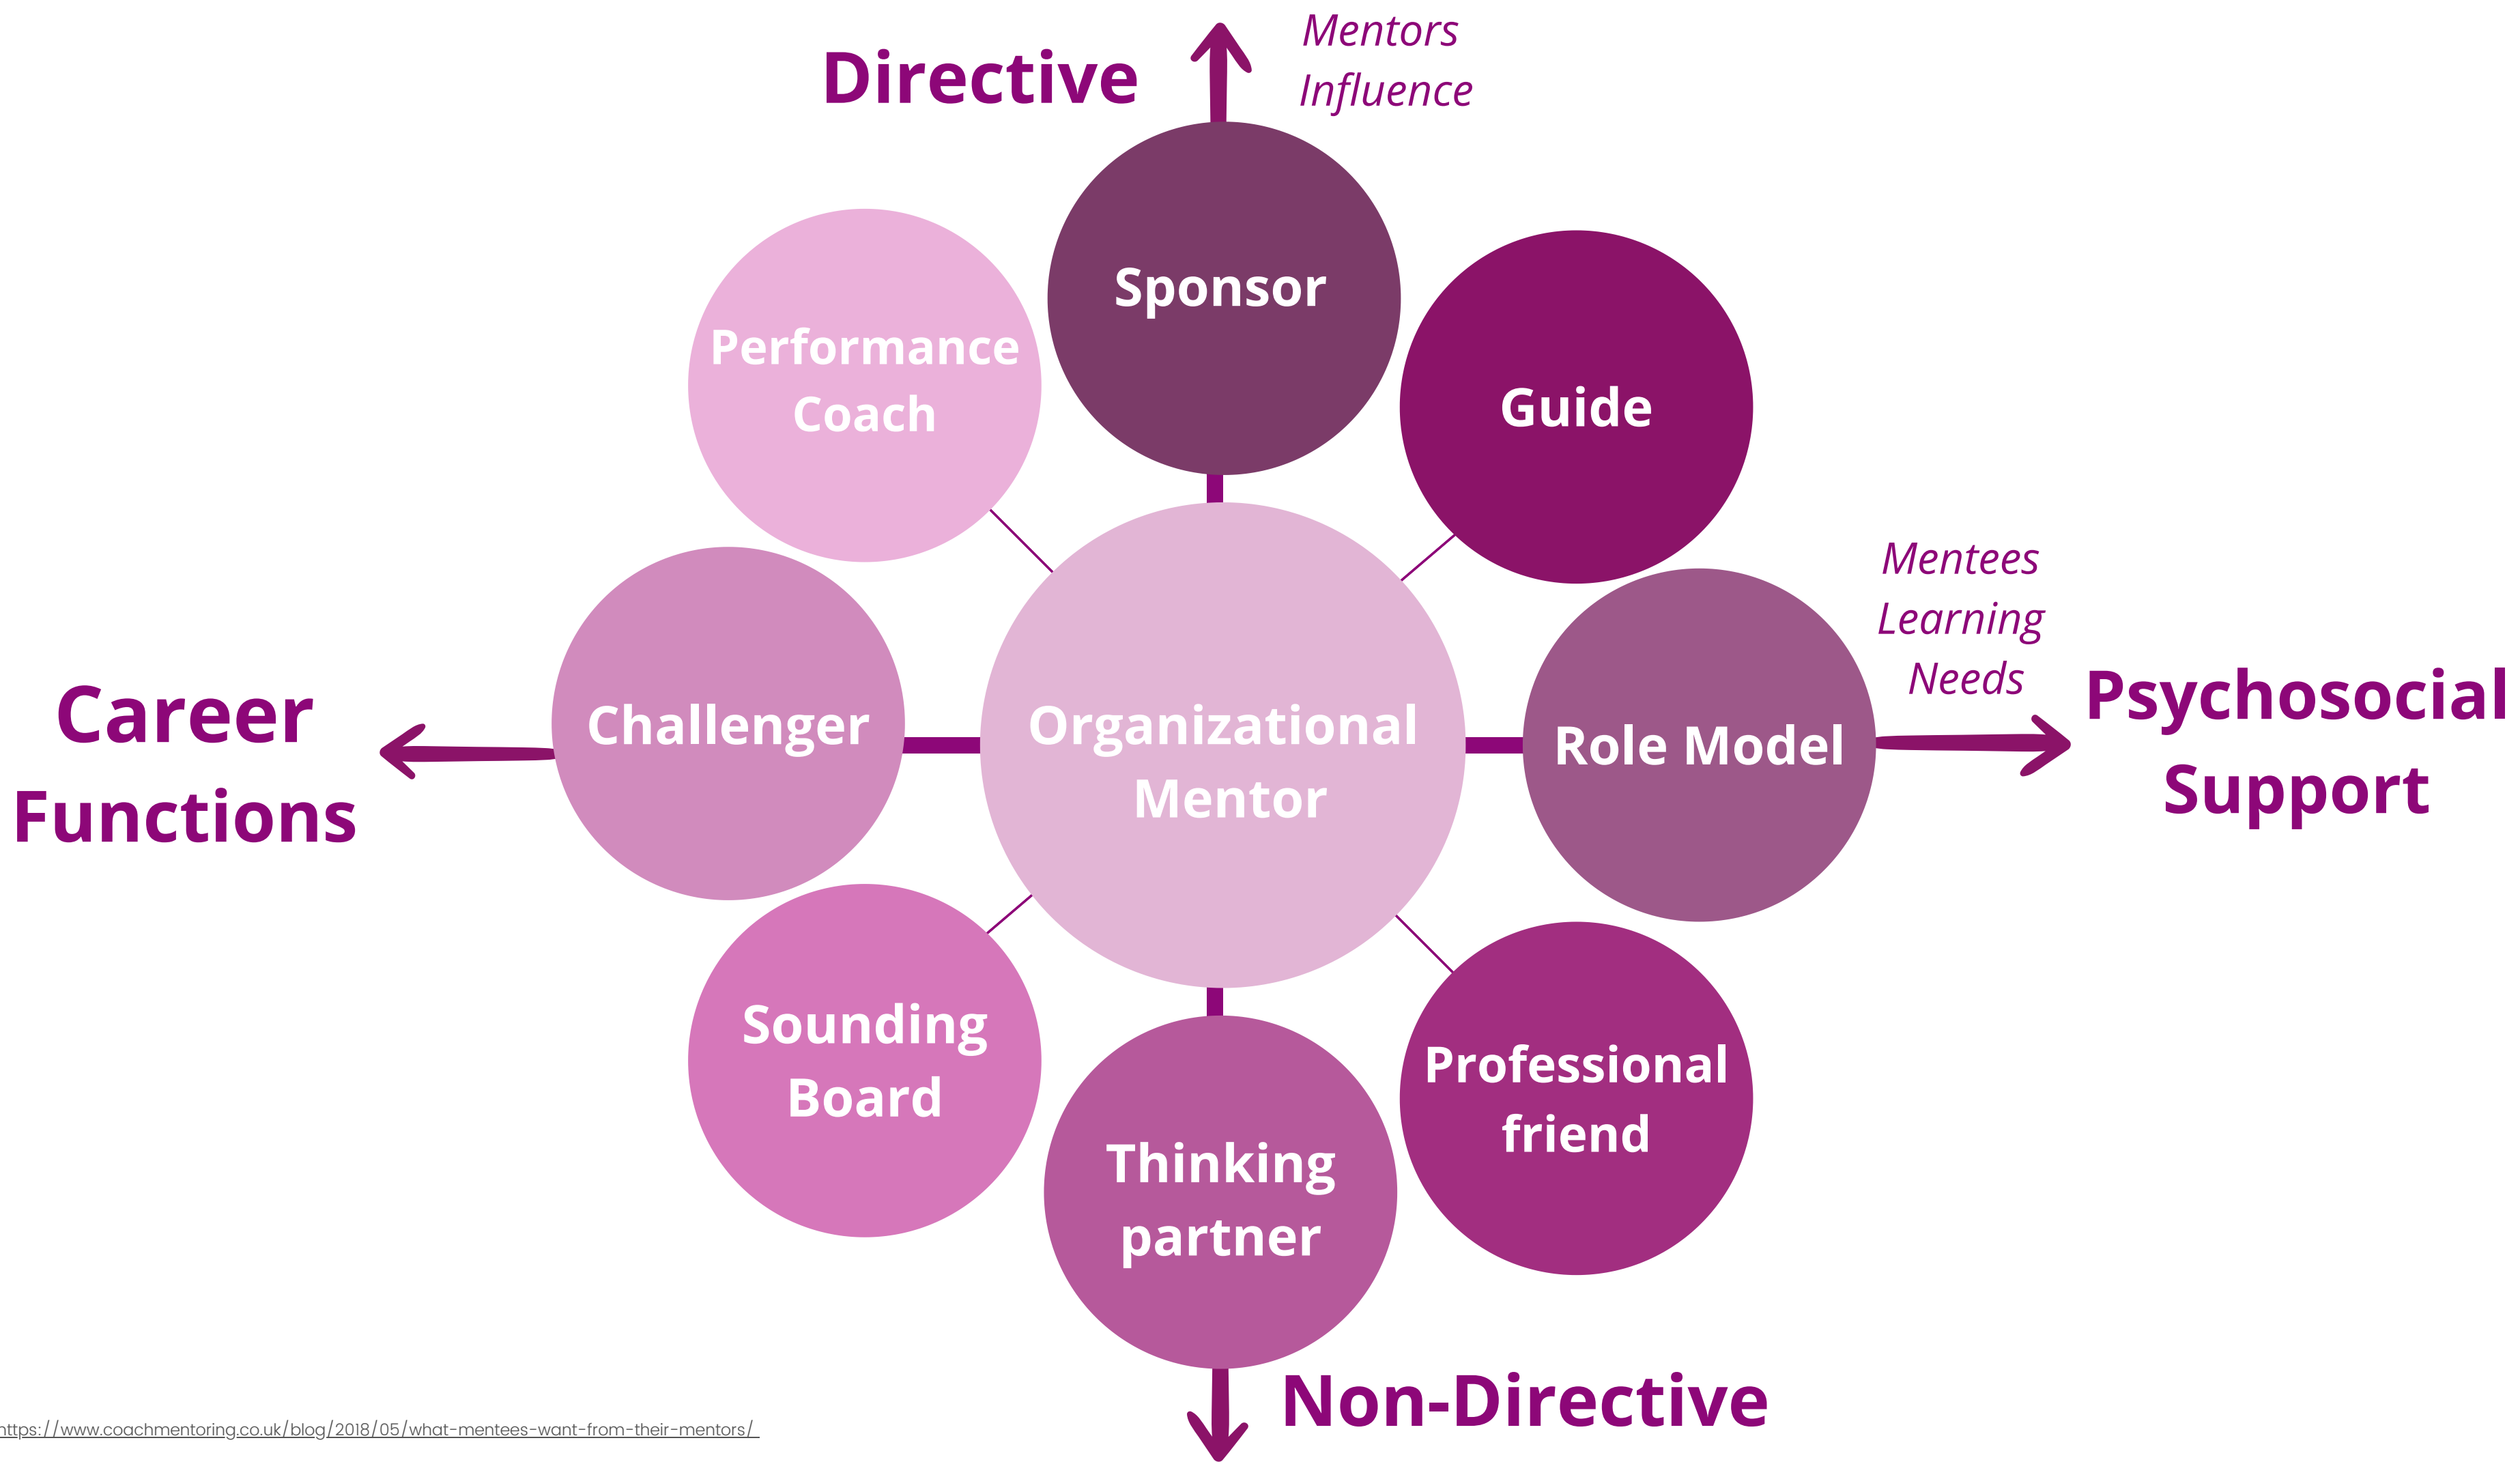 Directive
Mentors
Influence
Sponsor
Performance
Coach
Guide
Mentees
Learning
Needs
Career
Functions
Challenger
Organizational
Mentor
Role Model
Psychosocial
Support
Sounding
Board
Professional
friend
Thinking
partner
Non-Directive
https://www.coachmentoring.co.uk/blog/2018/05/what-mentees-want-from-their-mentors/